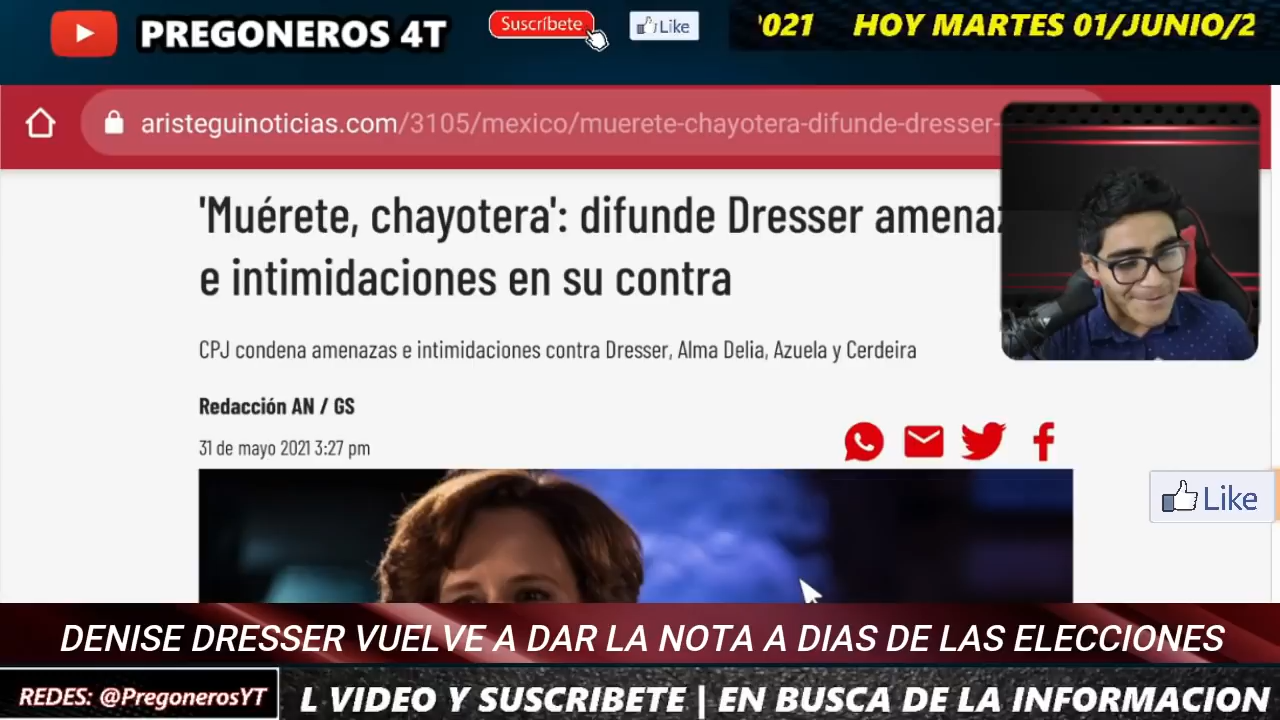 PREGONEROS 4T
Suscríbete
Like
'021 HOY MARTES 01/JUNIO/2
aristeguinoticias.com/3105/mexico/muerete-chayotera-difunde-dresser-
'Muérete, chayotera': difunde Dresser amenaz
e intimidaciones en su contra
CPJ condena amenazas e intimidaciones contra Dresser, Alma Delia, Azuela y Cerdeira
Redacción AN / GS
31 de mayo 2021 3:27 pm
Like
DENISE DRESSER VUELVE A DAR LA NOTA A DIAS DE LAS ELECCIONES
REDES: @PregonerosYT
L VIDEO Y SUSCRIBETE | EN BUSCA DE LA INFORMACION